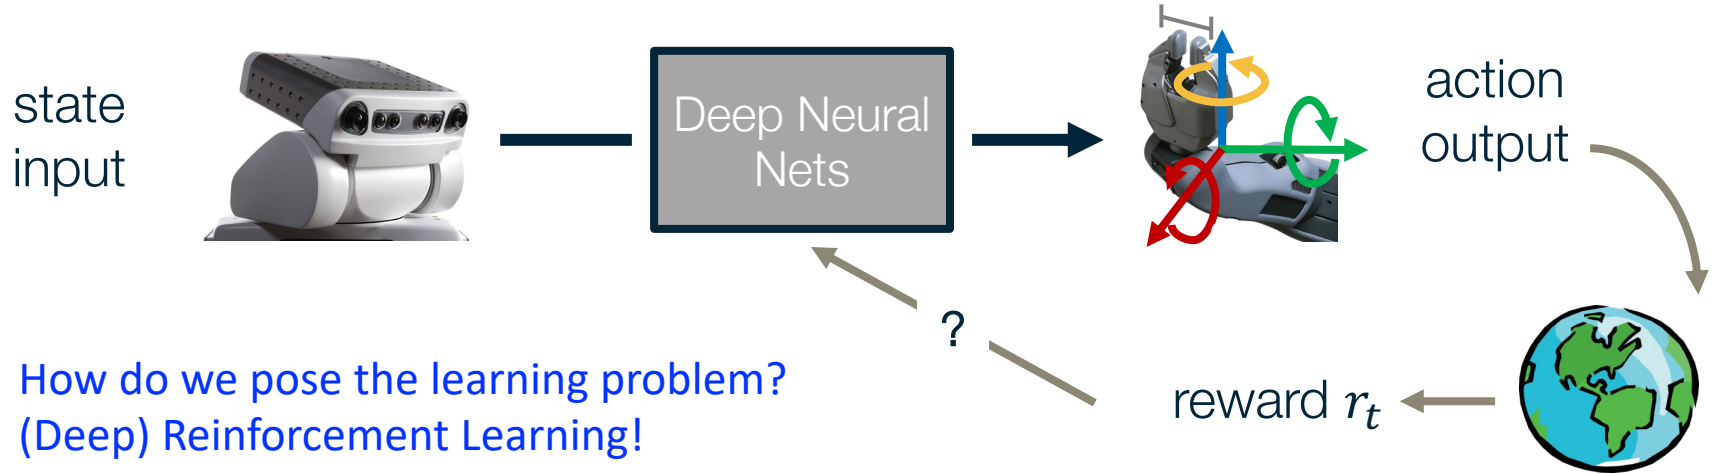 state
input
Deep Neural
Nets
action
output
?
reward r_t
How do we pose the learning problem?
(Deep) Reinforcement Learning!